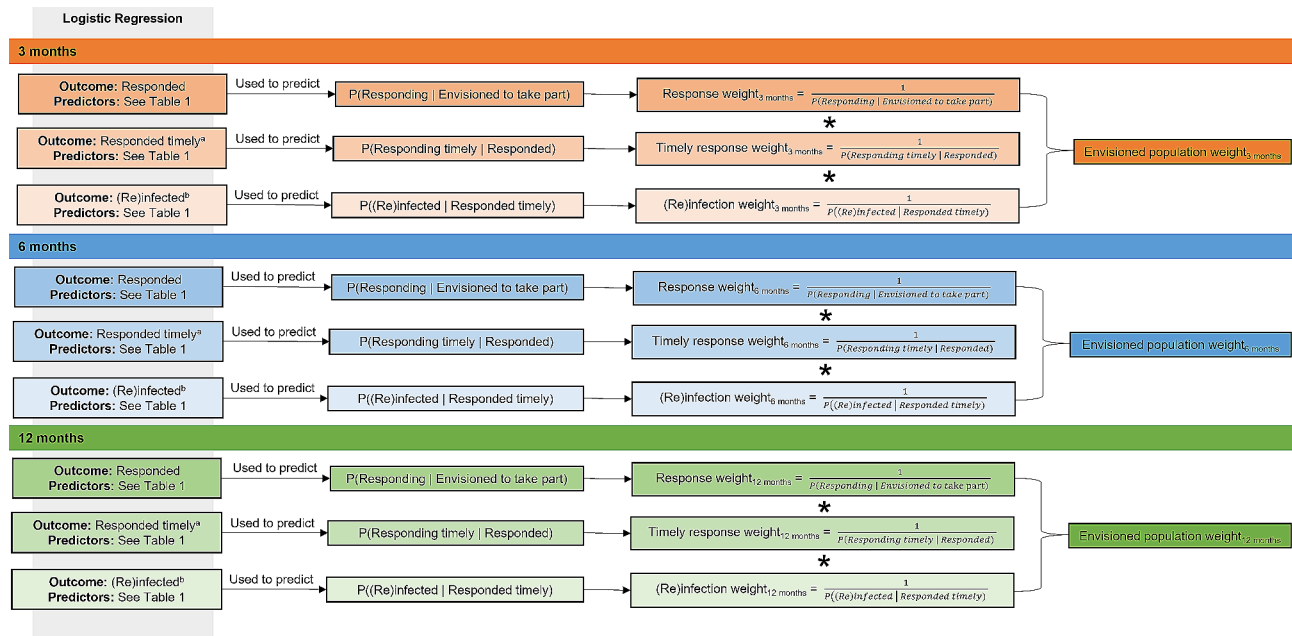 Logistic Regression
3 months
Outcome: Responded
Predictors: See Table 1
Used to predict
P(Responding | Envisioned to take part)
Response weight3 months = 1 / P(Responding | Envisioned to take part)
*
Outcome: Responded timelyᵃ
Predictors: See Table 1
Used to predict
P(Responding timely | Responded)
Timely response weight3 months = 1 / P(Responding timely | Responded)
*
Outcome: (Re)infectedᵇ
Predictors: See Table 1
Used to predict
P((Re)infected | Responded timely)
(Re)infection weight3 months = 1 / P((Re)infected | Responded timely)
Envisioned population weight3 months
6 months
Outcome: Responded
Predictors: See Table 1
Used to predict
P(Responding | Envisioned to take part)
Response weight6 months = 1 / P(Responding | Envisioned to take part)
*
Outcome: Responded timelyᵃ
Predictors: See Table 1
Used to predict
P(Responding timely | Responded)
Timely response weight6 months = 1 / P(Responding timely | Responded)
*
Outcome: (Re)infectedᵇ
Predictors: See Table 1
Used to predict
P((Re)infected | Responded timely)
(Re)infection weight6 months = 1 / P((Re)infected | Responded timely)
Envisioned population weight6 months
12 months
Outcome: Responded
Predictors: See Table 1
Used to predict
P(Responding | Envisioned to take part)
Response weight12 months = 1 / P(Responding | Envisioned to take part)
*
Outcome: Responded timelyᵃ
Predictors: See Table 1
Used to predict
P(Responding timely | Responded)
Timely response weight12 months = 1 / P(Responding timely | Responded)
*
Outcome: (Re)infectedᵇ
Predictors: See Table 1
Used to predict
P((Re)infected | Responded timely)
(Re)infection weight12 months = 1 / P((Re)infected | Responded timely)
Envisioned population weight12 months